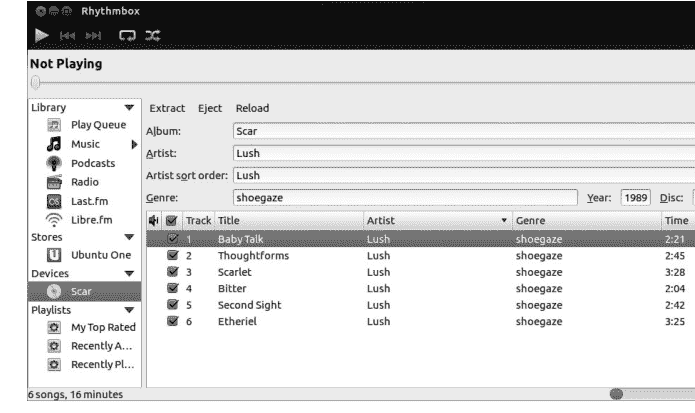 Rhythmbox
Not Playing
Library
Play Queue
Music
Podcasts
Radio
Last.fm
Libre.fm
Stores
Ubuntu One
Devices
Scar
Playlists
My Top Rated
Recently A...
Recently Pl...
Extract Eject Reload
Album: Scar
Artist: Lush
Artist sort order: Lush
Genre: shoegaze Year: 1989 Disc:
Track Title Artist Genre Time
1 Baby Talk Lush shoegaze 2:21
2 Thoughtforms Lush shoegaze 2:45
3 Scarlet Lush shoegaze 3:28
4 Bitter Lush shoegaze 2:04
5 Second Sight Lush shoegaze 2:42
6 Etheriel Lush shoegaze 3:25
6 songs, 16 minutes